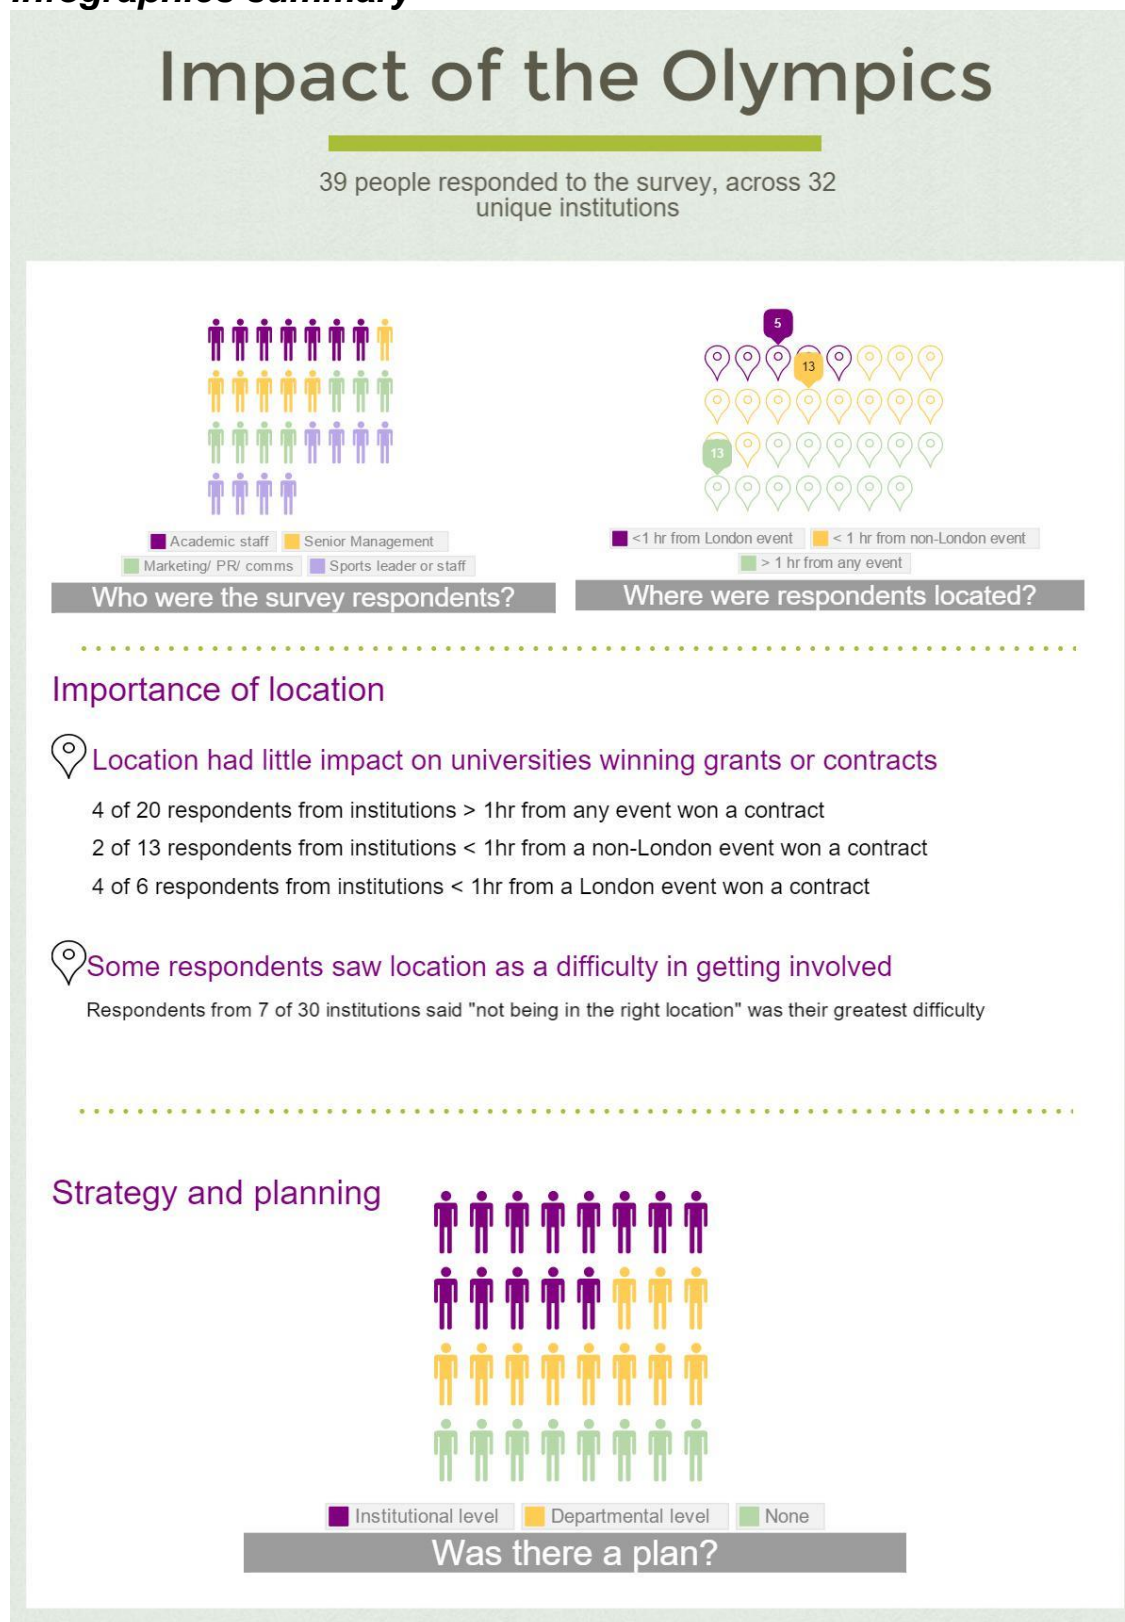 Infographics summary
Impact of the Olympics
39 people responded to the survey, across 32
unique institutions
5
13
13
Academic staff
Senior Management
Marketing/ PR/ comms
Sports leader or staff
Who were the survey respondents?
<1 hr from London event
< 1 hr from non-London event
> 1 hr from any event
Where were respondents located?
Importance of location
Location had little impact on universities winning grants or contracts
4 of 20 respondents from institutions > 1hr from any event won a contract
2 of 13 respondents from institutions < 1hr from a non-London event won a contract
4 of 6 respondents from institutions < 1hr from a London event won a contract
Some respondents saw location as a difficulty in getting involved
Respondents from 7 of 30 institutions said "not being in the right location" was their greatest difficulty
Strategy and planning
Institutional level
Departmental level
None
Was there a plan?